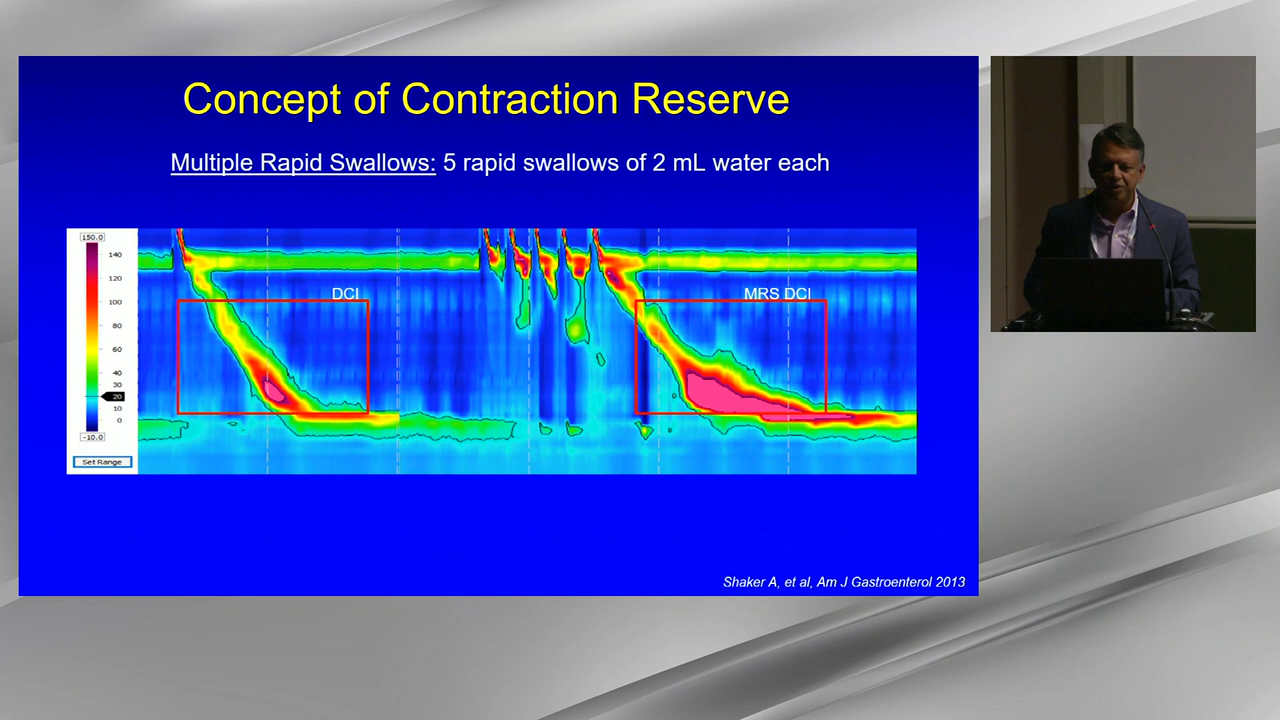 Concept of Contraction Reserve
Multiple Rapid Swallows: 5 rapid swallows of 2 mL water each
150.0
140
120
100
80
60
40
30
20
10
0
-10.0
Set Range
DCI
MRS DCI
Shaker A, et al, Am J Gastroenterol 2013